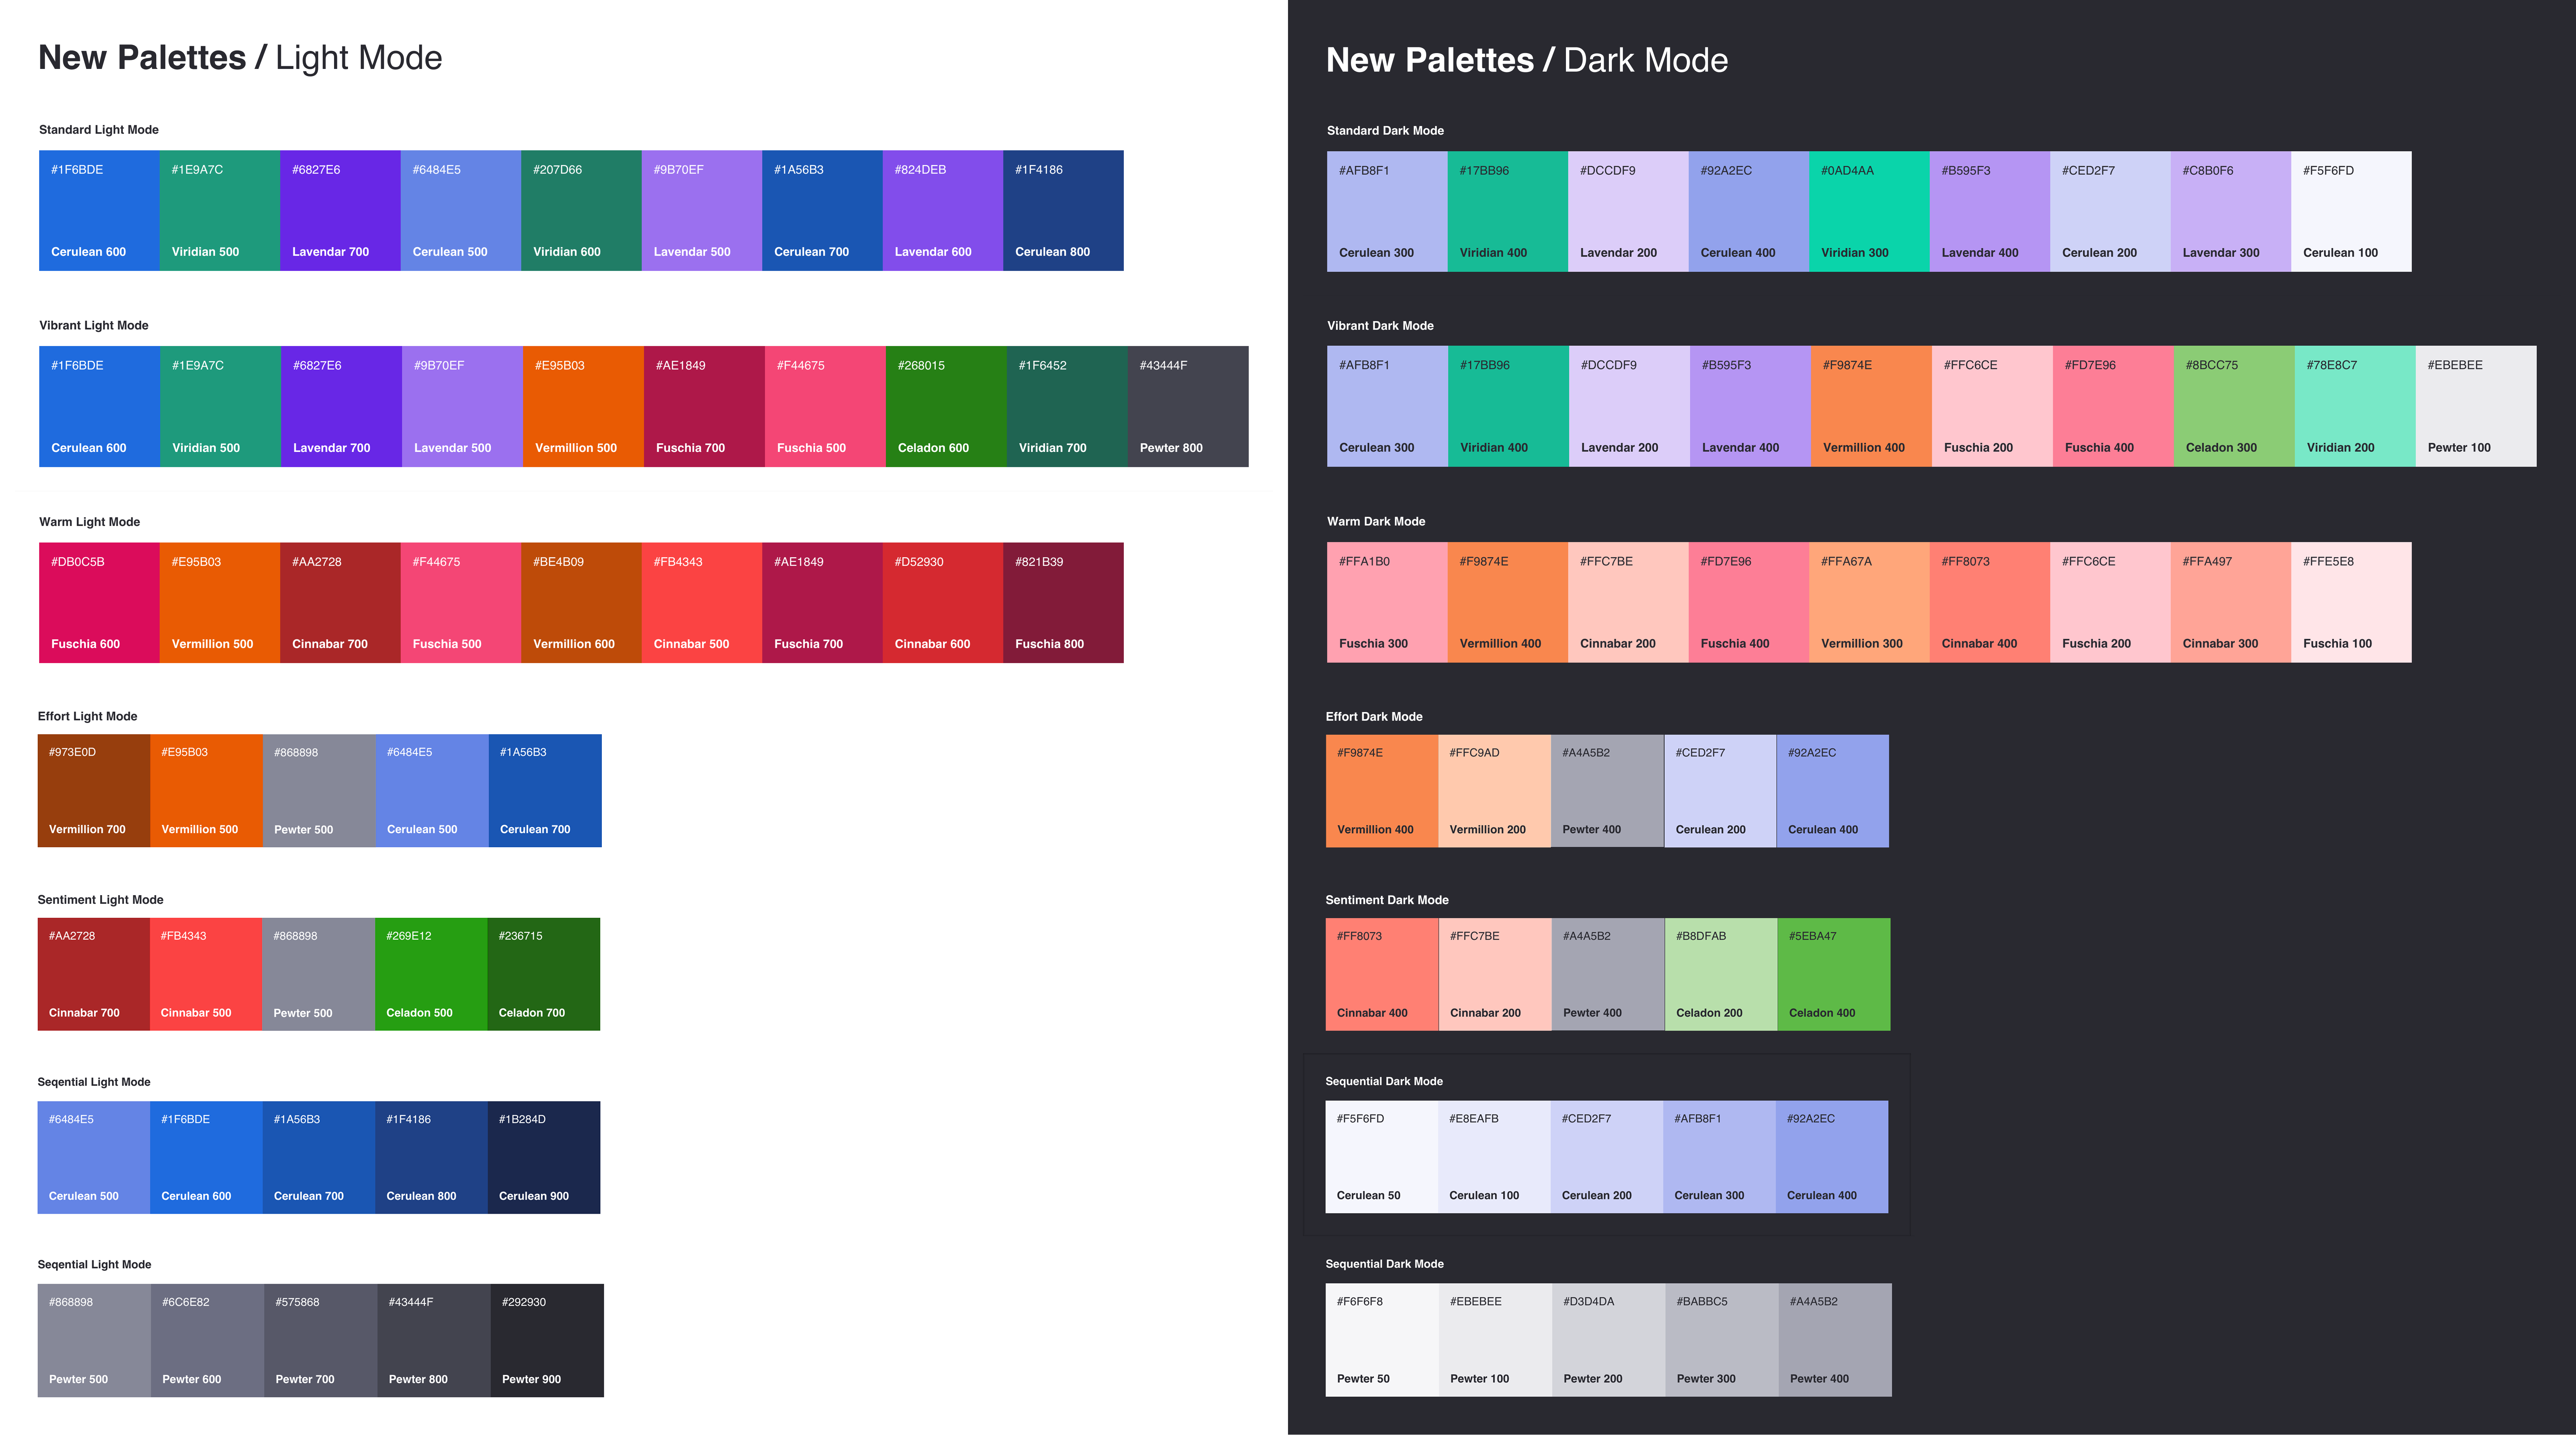 New Palettes / Light Mode
Standard Light Mode
#1F6BDE #1E9A7C #6827E6 #6484E5 #207D66 #9B70EF #1A56B3 #824DEB #1F4186
Cerulean 600 Viridian 500 Lavendar 700 Cerulean 500 Viridian 600 Lavendar 500 Cerulean 700 Lavendar 600 Cerulean 800
Vibrant Light Mode
#1F6BDE #1E9A7C #6827E6 #9B70EF #E95B03 #AE1849 #F44675 #268015 #1F6452 #43444F
Cerulean 600 Viridian 500 Lavendar 700 Lavendar 500 Vermillion 500 Fuschia 700 Fuschia 500 Celadon 600 Viridian 700 Pewter 800
Warm Light Mode
#DB0C5B #E95B03 #AA2728 #F44675 #BE4B09 #FB4343 #AE1849 #D52930 #821B39
Fuschia 600 Vermillion 500 Cinnabar 700 Fuschia 500 Vermillion 600 Cinnabar 500 Fuschia 700 Cinnabar 600 Fuschia 800
Effort Light Mode
#973E0D #E95B03 #868898 #6484E5 #1A56B3
Vermillion 700 Vermillion 500 Pewter 500 Cerulean 500 Cerulean 700
Sentiment Light Mode
#AA2728 #FB4343 #868898 #269E12 #236715
Cinnabar 700 Cinnabar 500 Pewter 500 Celadon 500 Celadon 700
Seqential Light Mode
#6484E5 #1F6BDE #1A56B3 #1F4186 #1B284D
Cerulean 500 Cerulean 600 Cerulean 700 Cerulean 800 Cerulean 900
Seqential Light Mode
#868898 #6C6E82 #575868 #43444F #292930
Pewter 500 Pewter 600 Pewter 700 Pewter 800 Pewter 900
New Palettes / Dark Mode
Standard Dark Mode
#AFB8F1 #17BB96 #DCCDF9 #92A2EC #0AD4AA #B595F3 #CED2F7 #C8B0F6 #F5F6FD
Cerulean 300 Viridian 400 Lavendar 200 Cerulean 400 Viridian 300 Lavendar 400 Cerulean 200 Lavendar 300 Cerulean 100
Vibrant Dark Mode
#AFB8F1 #17BB96 #DCCDF9 #B595F3 #F9874E #FFC6CE #FD7E96 #8BCC75 #78E8C7 #EBEBEE
Cerulean 300 Viridian 400 Lavendar 200 Lavendar 400 Vermillion 400 Fuschia 200 Fuschia 400 Celadon 300 Viridian 200 Pewter 100
Warm Dark Mode
#FFA1B0 #F9874E #FFC7BE #FD7E96 #FFA67A #FF8073 #FFC6CE #FFA497 #FFE5E8
Fuschia 300 Vermillion 400 Cinnabar 200 Fuschia 400 Vermillion 300 Cinnabar 400 Fuschia 200 Cinnabar 300 Fuschia 100
Effort Dark Mode
#F9874E #FFC9AD #A4A5B2 #CED2F7 #92A2EC
Vermillion 400 Vermillion 200 Pewter 400 Cerulean 200 Cerulean 400
Sentiment Dark Mode
#FF8073 #FFC7BE #A4A5B2 #B8DFAB #5EBA47
Cinnabar 400 Cinnabar 200 Pewter 400 Celadon 200 Celadon 400
Sequential Dark Mode
#F5F6FD #E8EAFB #CED2F7 #AFB8F1 #92A2EC
Cerulean 50 Cerulean 100 Cerulean 200 Cerulean 300 Cerulean 400
Sequential Dark Mode
#F6F6F8 #EBEBEE #D3D4DA #BABBC5 #A4A5B2
Pewter 50 Pewter 100 Pewter 200 Pewter 300 Pewter 400